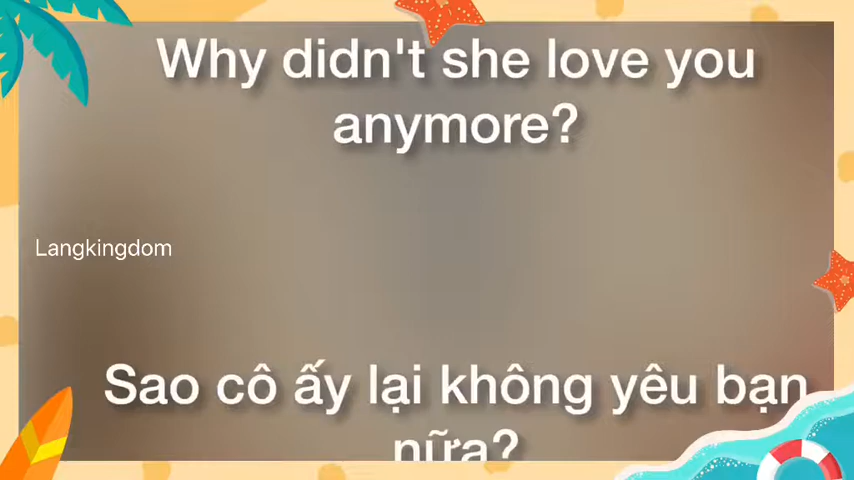 Why didn't she love you
anymore?
Langkingdom
Sao cô ấy lại không yêu bạn
nữa?